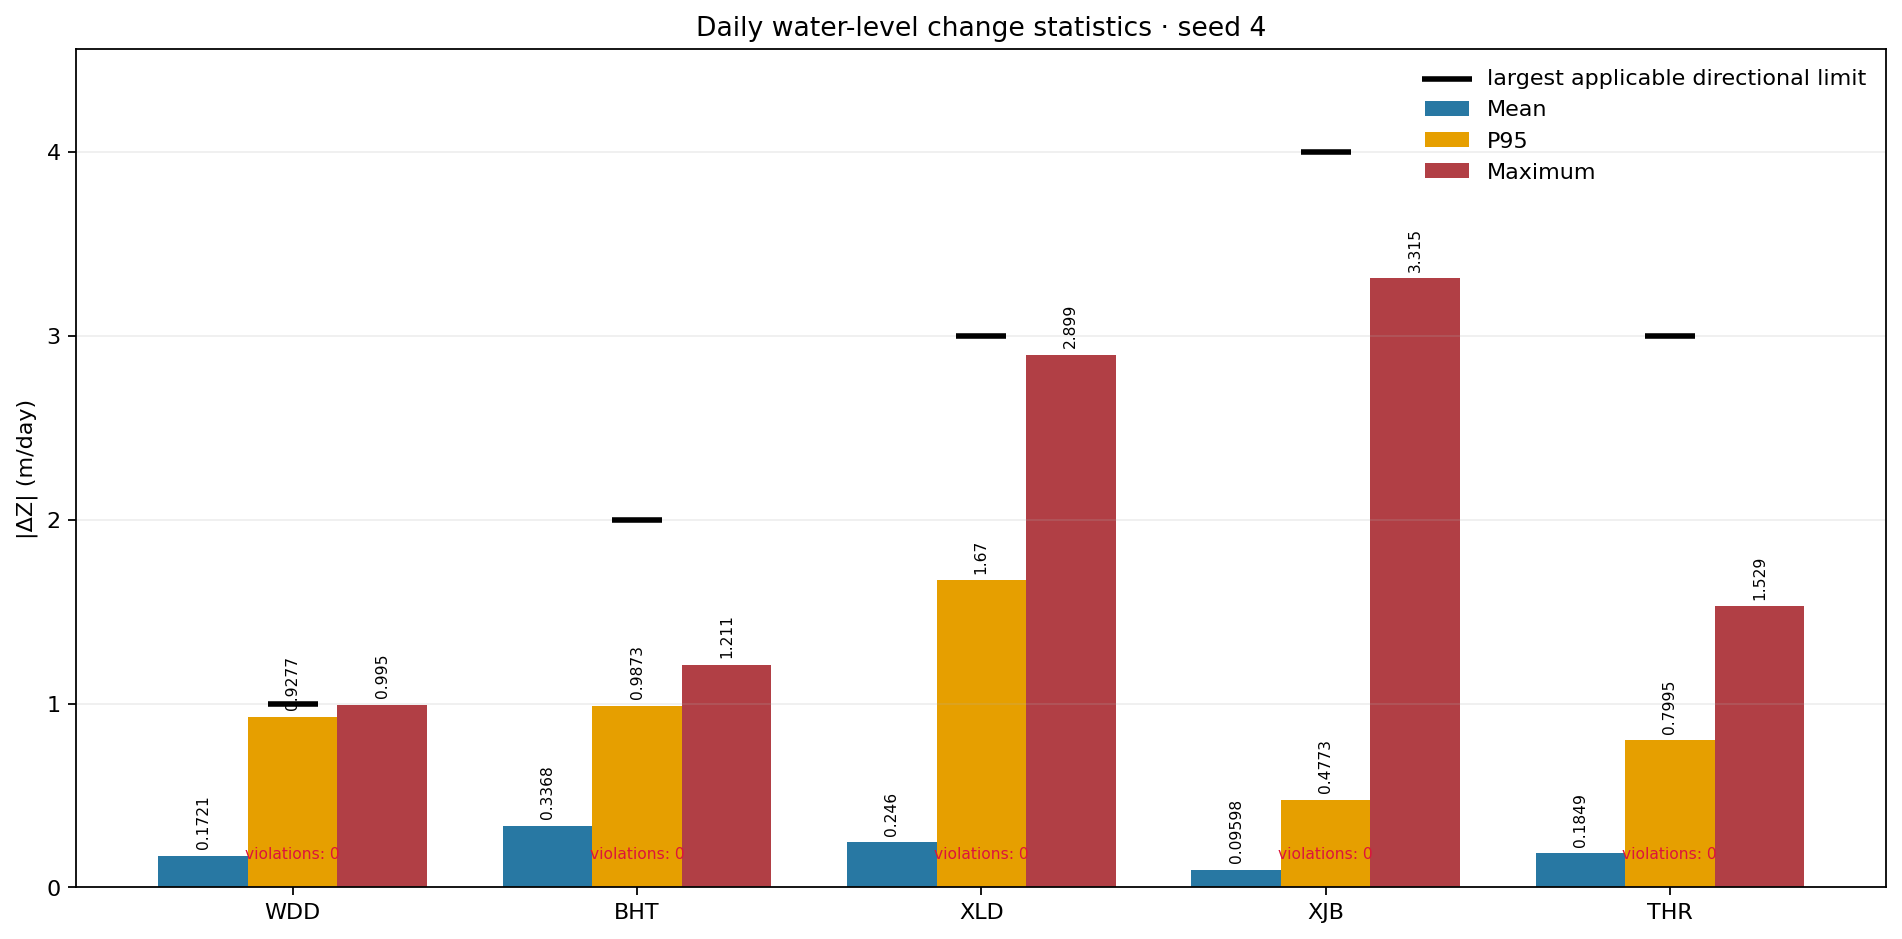 Daily water-level change statistics · seed 4
largest applicable directional limit
Mean
P95
Maximum
|ΔZ| (m/day)
4
3
2
1
0
0.1721
0.9277
0.995
violations: 0
0.3368
0.9873
1.211
violations: 0
0.246
1.67
2.899
violations: 0
0.09598
0.4773
3.315
violations: 0
0.1849
0.7995
1.529
violations: 0
WDD
BHT
XLD
XJB
THR